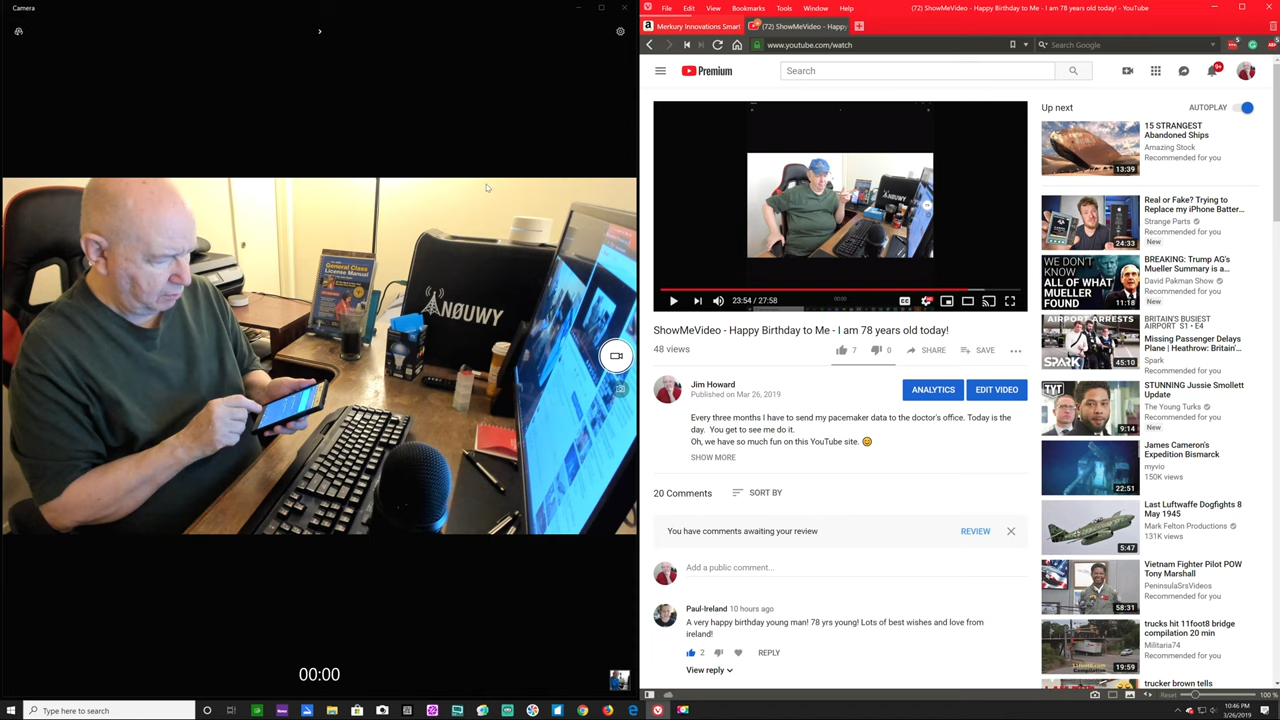 Camera
General Class
License Manual
NØUWY
00:00
File Edit View Bookmarks Tools Window Help
(72) ShowMeVideo - Happy Birthday to Me - I am 78 years old today! - YouTube
Merkury Innovations Smart
(72) ShowMeVideo - Happy
www.youtube.com/watch
Search Google
Premium
Search
9+
NØUWY
23:54 / 27:58
00:00
CC
ShowMeVideo - Happy Birthday to Me - I am 78 years old today!
48 views
7
0
SHARE
SAVE
Jim Howard
Published on Mar 26, 2019
ANALYTICS
EDIT VIDEO
Every three months I have to send my pacemaker data to the doctor's office. Today is the
day. You get to see me do it.
Oh, we have so much fun on this YouTube site. 😊
SHOW MORE
20 Comments
SORT BY
You have comments awaiting your review
REVIEW
Add a public comment...
Paul-Ireland 10 hours ago
A very happy birthday young man! 78 yrs young! Lots of best wishes and love from
ireland!
2
REPLY
View reply
Up next
AUTOPLAY
13:39
15 STRANGEST
Abandoned Ships
Amazing Stock
Recommended for you
24:33
Real or Fake? Trying to
Replace my iPhone Batter...
Strange Parts
Recommended for you
New
WE DON'T
KNOW
ALL OF WHAT
MUELLER
FOUND
11:18
BREAKING: Trump AG's
Mueller Summary is a...
David Pakman Show
Recommended for you
New
AIRPORT ARRESTS
SPARK
45:10
BRITAIN'S BUSIEST
AIRPORT S1 • E4
Missing Passenger Delays
Plane | Heathrow: Britain'...
Spark
Recommended for you
TYT
9:14
STUNNING Jussie Smollett
Update
The Young Turks
Recommended for you
New
22:51
James Cameron's
Expedition Bismarck
myvio
150K views
5:47
Last Luftwaffe Dogfights 8
May 1945
Mark Felton Productions
131K views
58:31
Vietnam Fighter Pilot POW
Tony Marshall
PeninsulaSrsVideos
Recommended for you
19:59
trucks hit 11foot8 bridge
compilation 20 min
Militaria74
Recommended for you
trucker brown tells
Reset
100 %
Type here to search
10:46 PM
3/26/2019